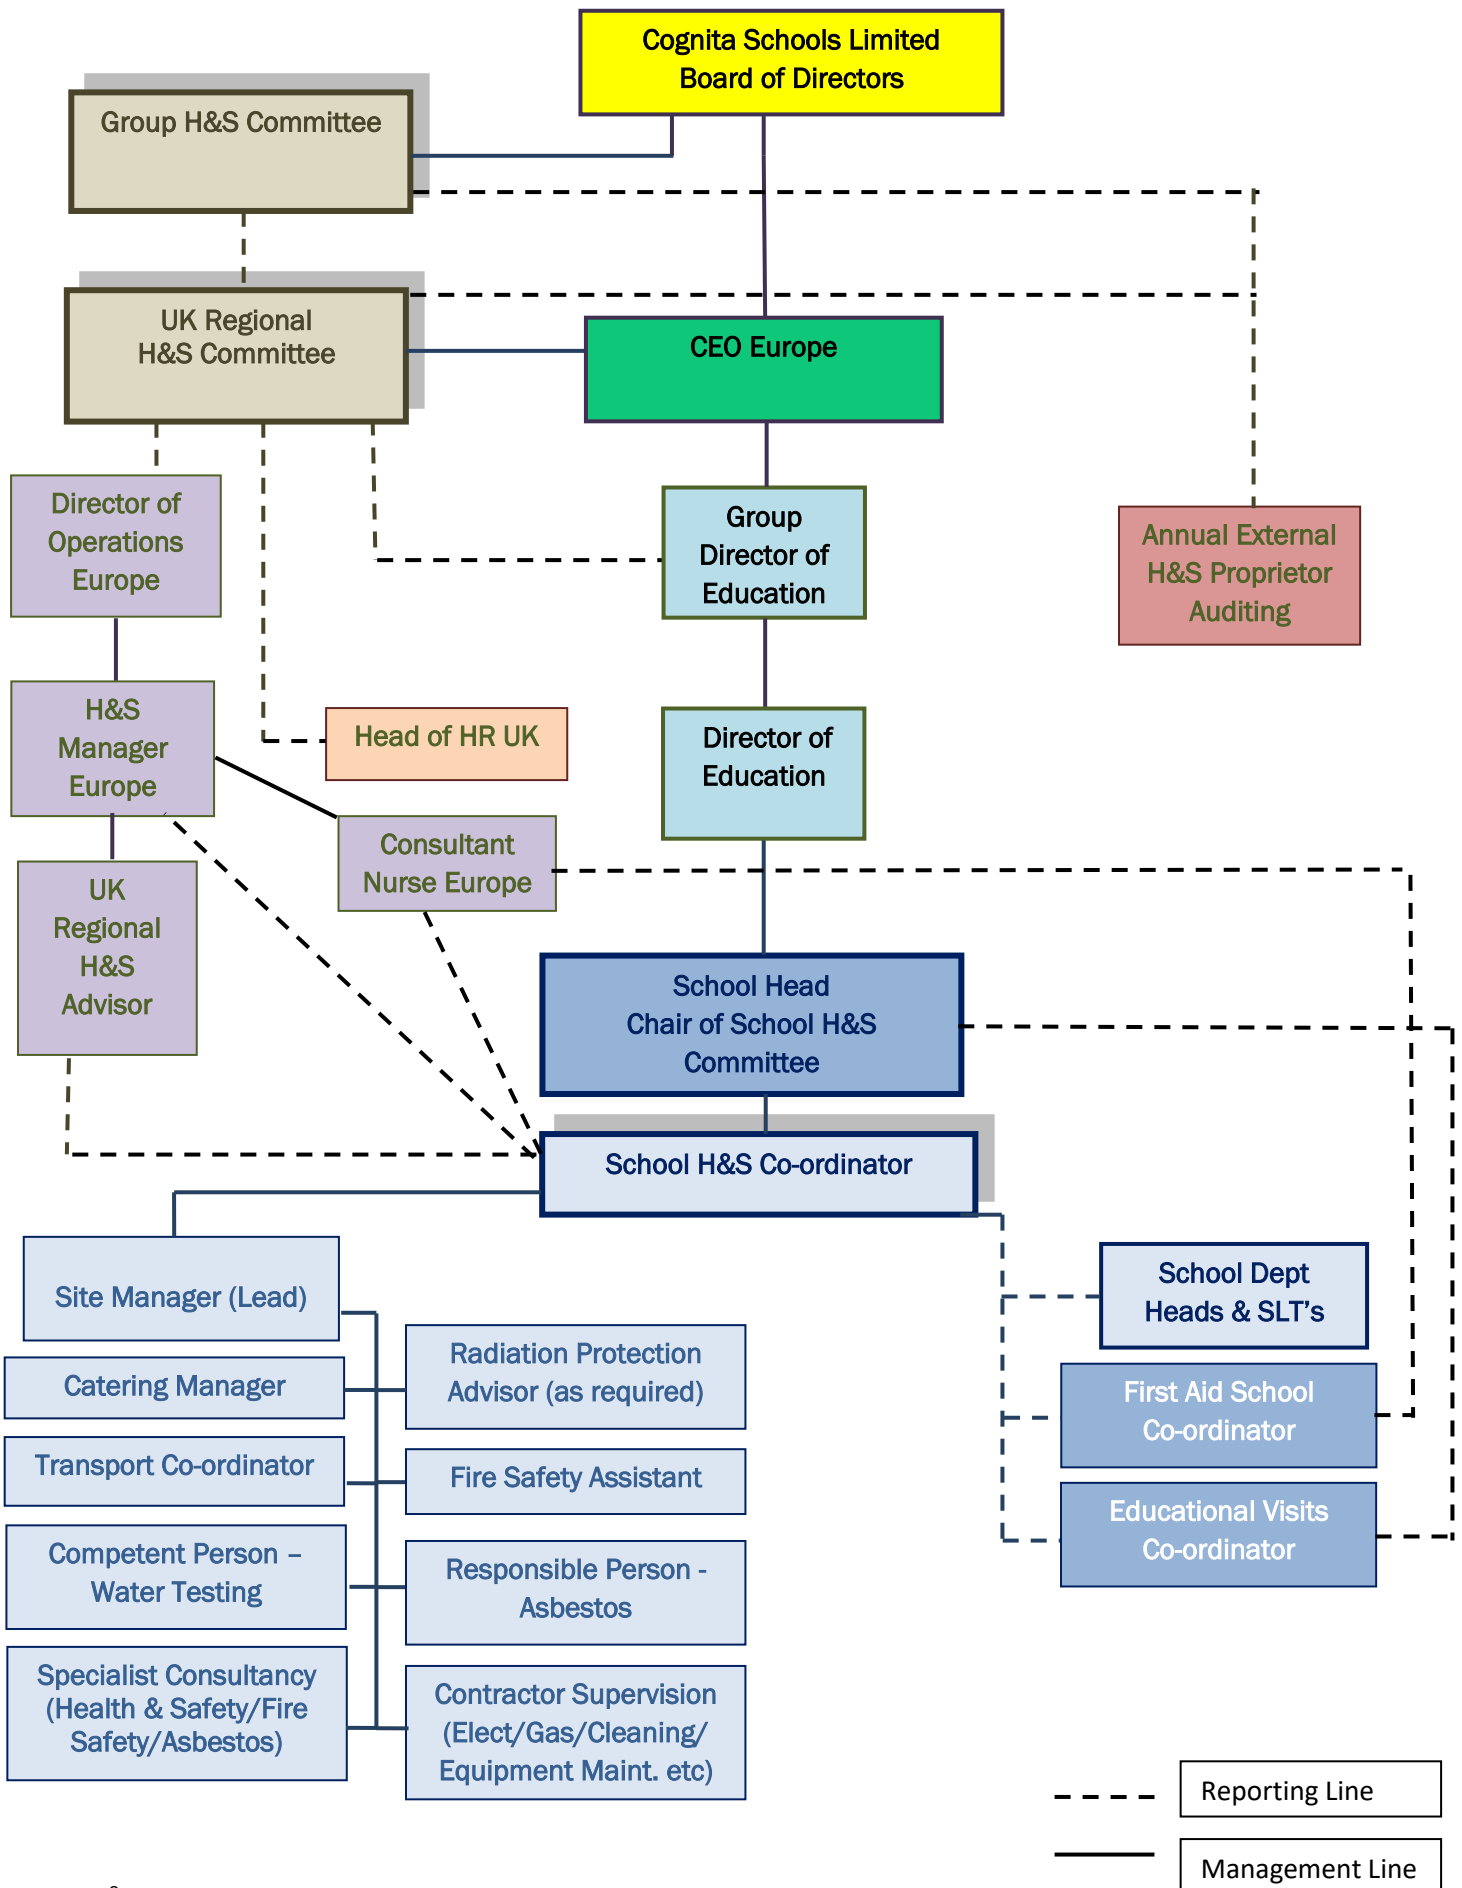 Cognita Schools Limited
Board of Directors
Group H&S Committee
UK Regional
H&S Committee
CEO Europe
Director of
Operations
Europe
Group
Director of
Education
Annual External
H&S Proprietor
Auditing
H&S
Manager
Europe
Head of HR UK
Director of
Education
Consultant
Nurse Europe
UK
Regional
H&S
Advisor
School Head
Chair of School H&S
Committee
School H&S Co-ordinator
Site Manager (Lead)
School Dept
Heads & SLT’s
Radiation Protection
Advisor (as required)
Catering Manager
First Aid School
Co-ordinator
Transport Co-ordinator
Fire Safety Assistant
Educational Visits
Co-ordinator
Competent Person –
Water Testing
Responsible Person -
Asbestos
Specialist Consultancy
(Health & Safety/Fire
Safety/Asbestos)
Contractor Supervision
(Elect/Gas/Cleaning/
Equipment Maint. etc)
Reporting Line
Management Line